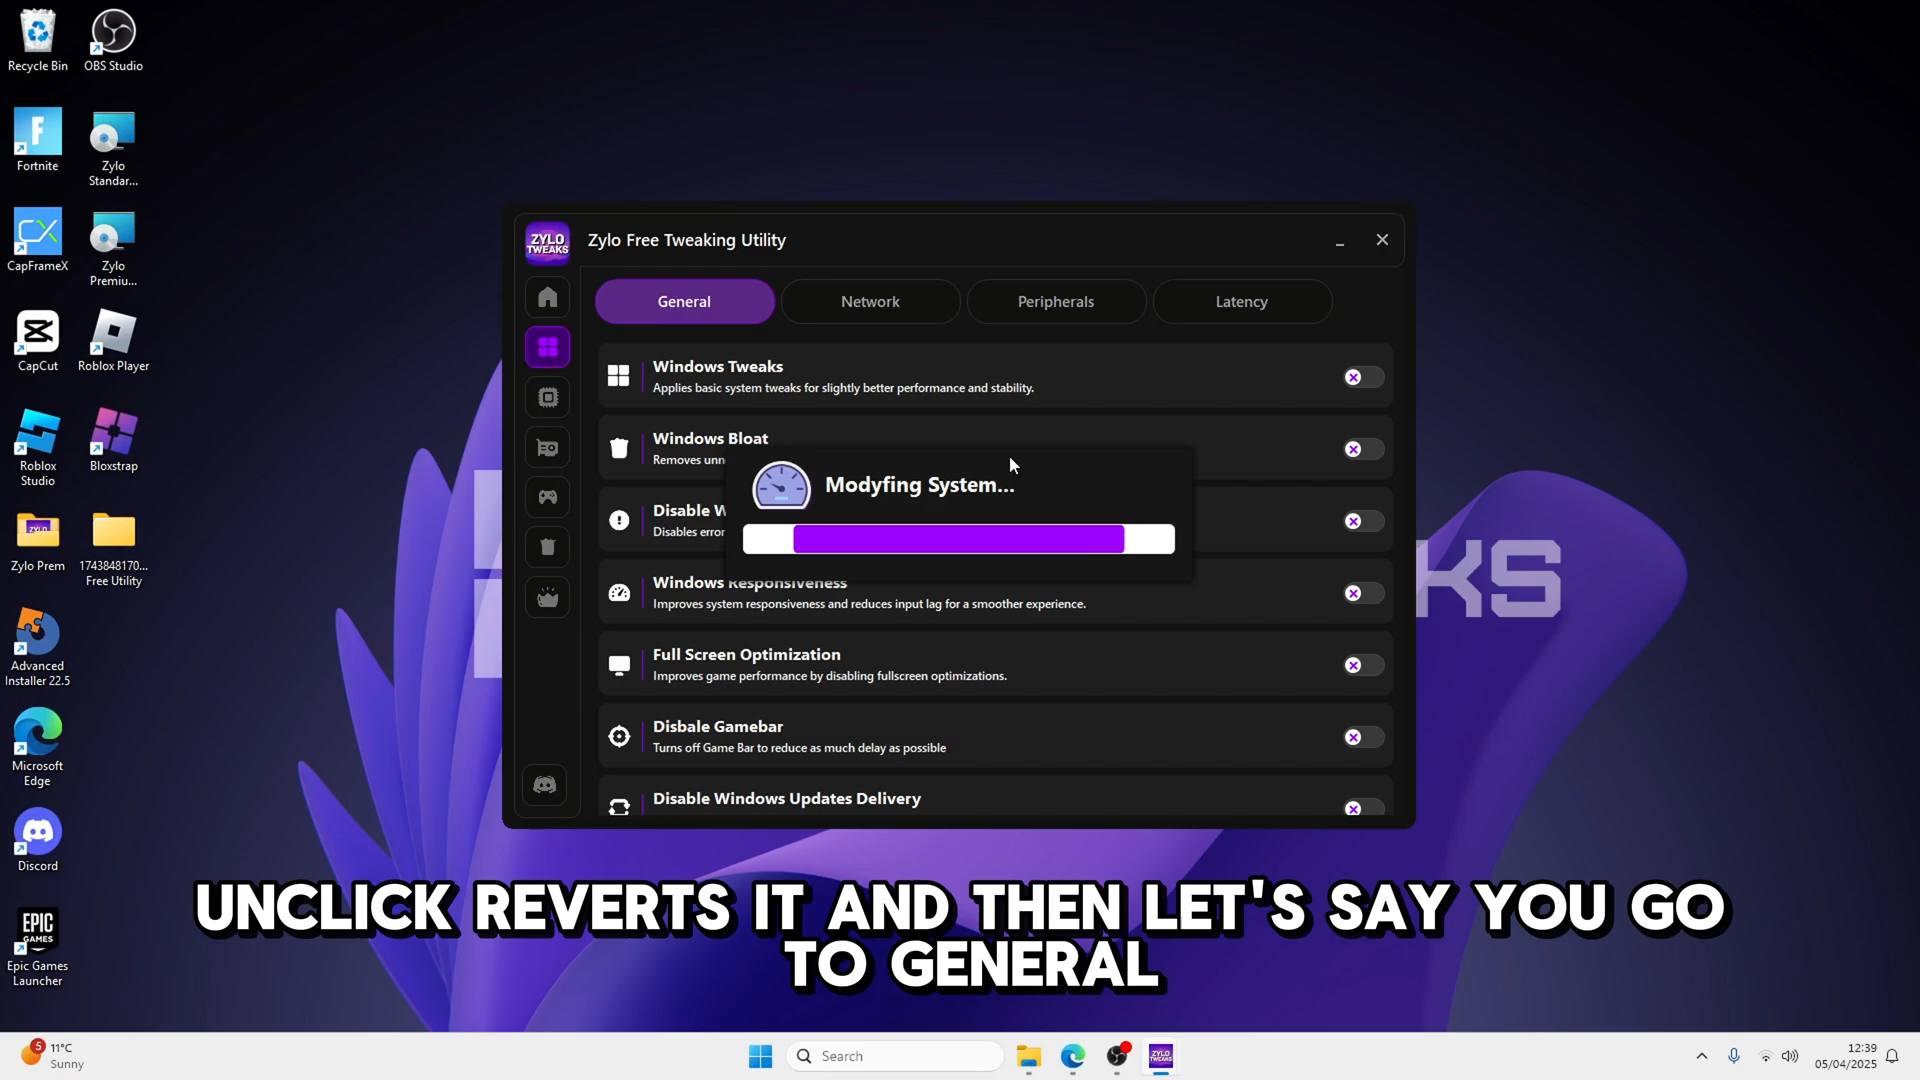 Recycle Bin
OBS Studio
Fortnite
Zylo
Standar...
CapFrameX
Zylo
Premiu...
CapCut
Roblox Player
Roblox
Studio
Bloxstrap
ZYLO
Zylo Prem
1743848170...
Free Utility
Advanced
Installer 22.5
Microsoft
Edge
Discord
EPIC
GAMES
Epic Games
Launcher
ZYLO
TWEAKS
Zylo Free Tweaking Utility
General
Network
Peripherals
Latency
Windows Tweaks
Applies basic system tweaks for slightly better performance and stability.
Windows Bloat
Removes unn
Modyfing System...
Disable W
Disables error
Windows Responsiveness
Improves system responsiveness and reduces input lag for a smoother experience.
Full Screen Optimization
Improves game performance by disabling fullscreen optimizations.
Disbale Gamebar
Turns off Game Bar to reduce as much delay as possible
Disable Windows Updates Delivery
KS
UNCLICK REVERTS IT AND THEN LET'S SAY YOU GO
TO GENERAL
5
11°C
Sunny
Search
ZYLO
TWEAKS
12:39
05/04/2025